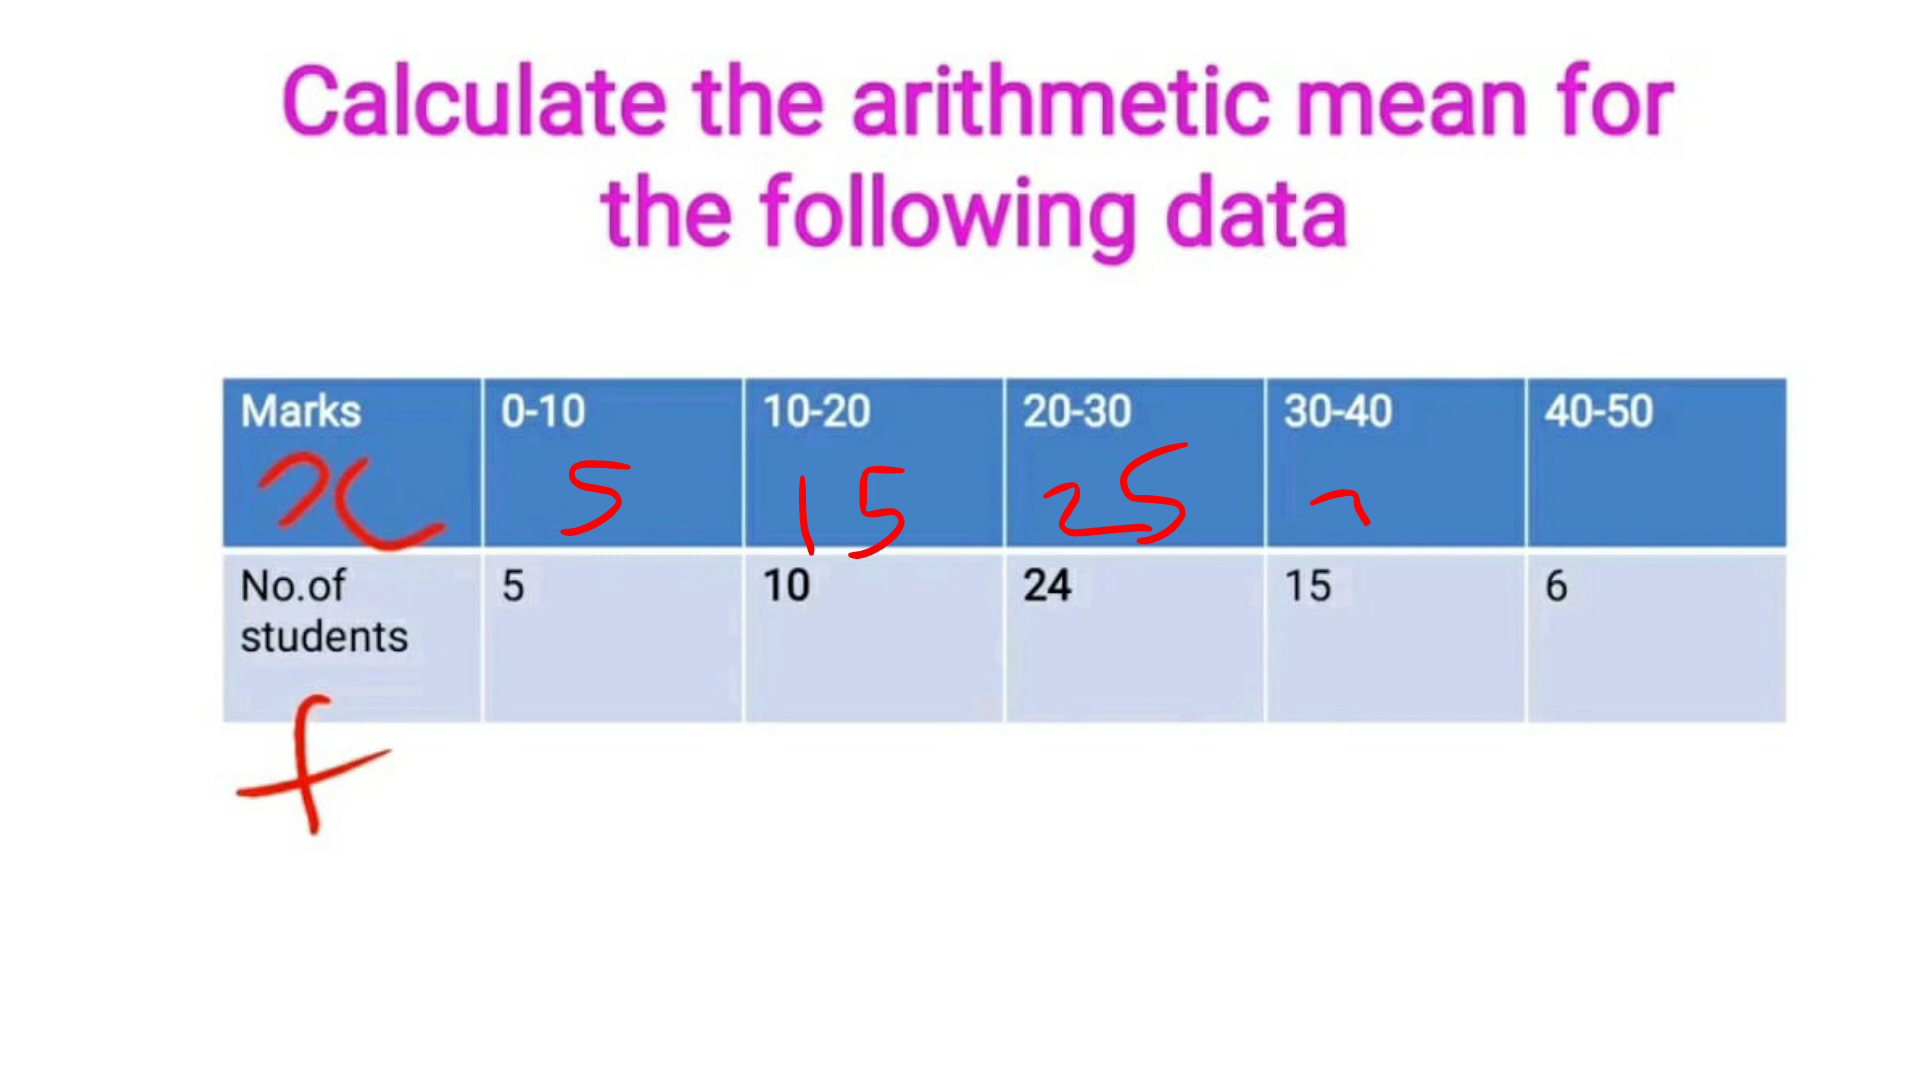 Calculate the arithmetic mean for
the following data
Marks 0-10 10-20 20-30 30-40 40-50
x 5 15 25
No.of 5 10 24 15 6
students
f